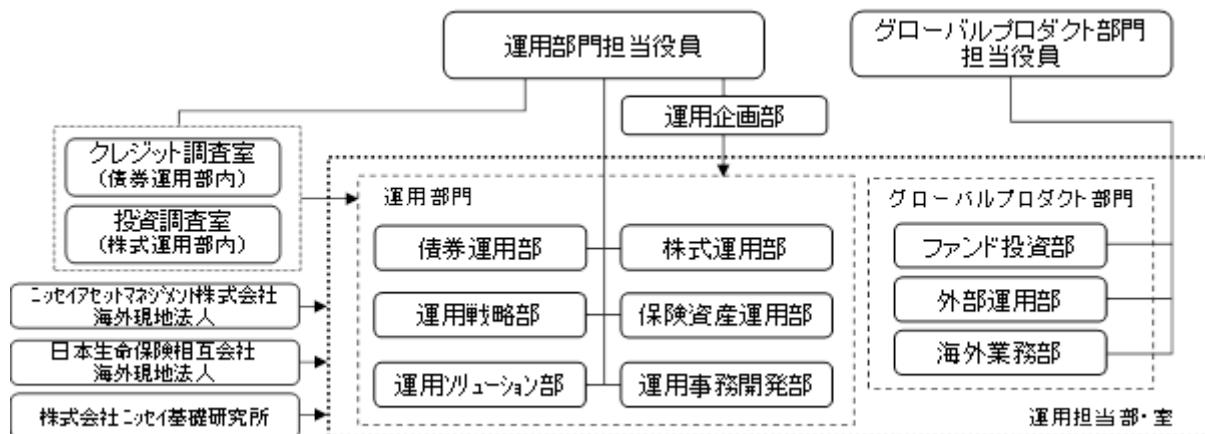 運用部門担当役員
グローバルプロダクト部門
担当役員
運用企画部
クレジット調査室
(債券運用部内)
投資調査室
(株式運用部内)
運用部門
債券運用部
株式運用部
運用戦略部
保険資産運用部
運用ソリューション部
運用事務開発部
グローバルプロダクト部門
ファンド投資部
外部運用部
海外業務部
ニッセイアセットマネジメント株式会社
海外現地法人
日本生命保険相互会社
海外現地法人
株式会社ニッセイ基礎研究所
運用担当部・室